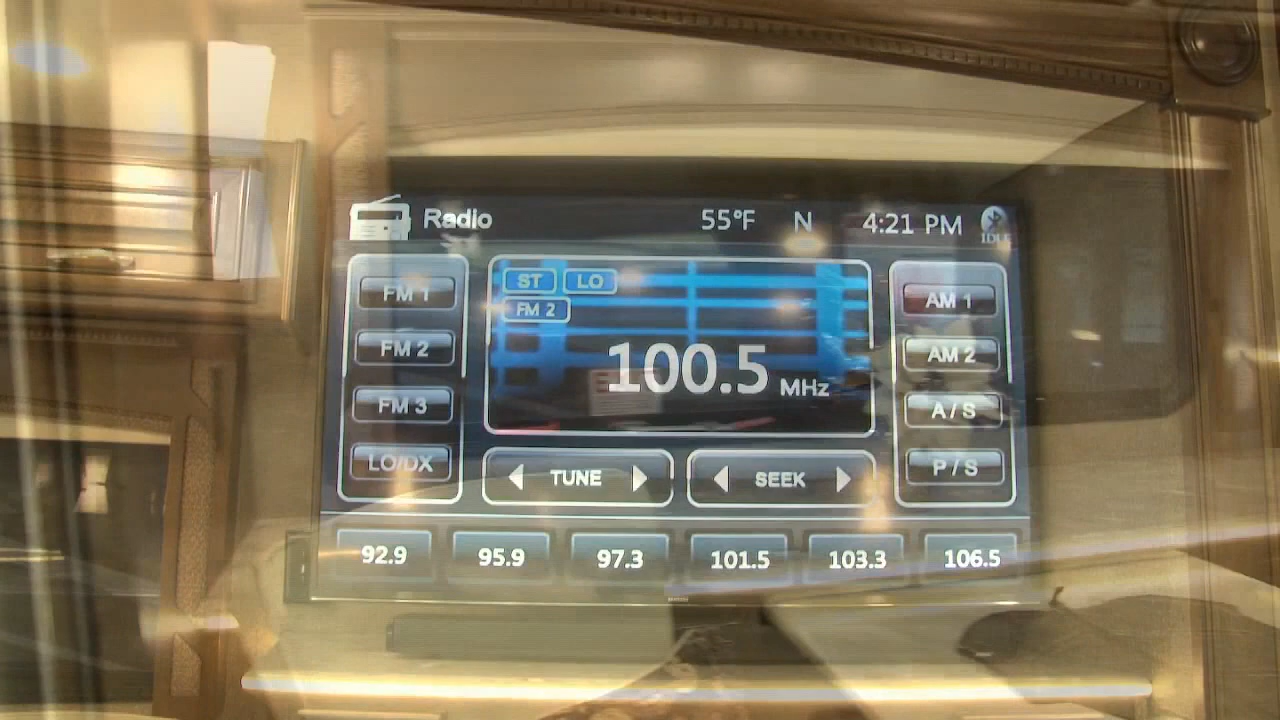 Radio 55°F N 4:21 PM
IDLE
ST LO
FM 2
FM 1
FM 2
FM 3
LO/DX
100.5 MHz
AM 1
AM 2
A / S
P / S
TUNE SEEK
92.9 95.9 97.3 101.5 103.3 106.5